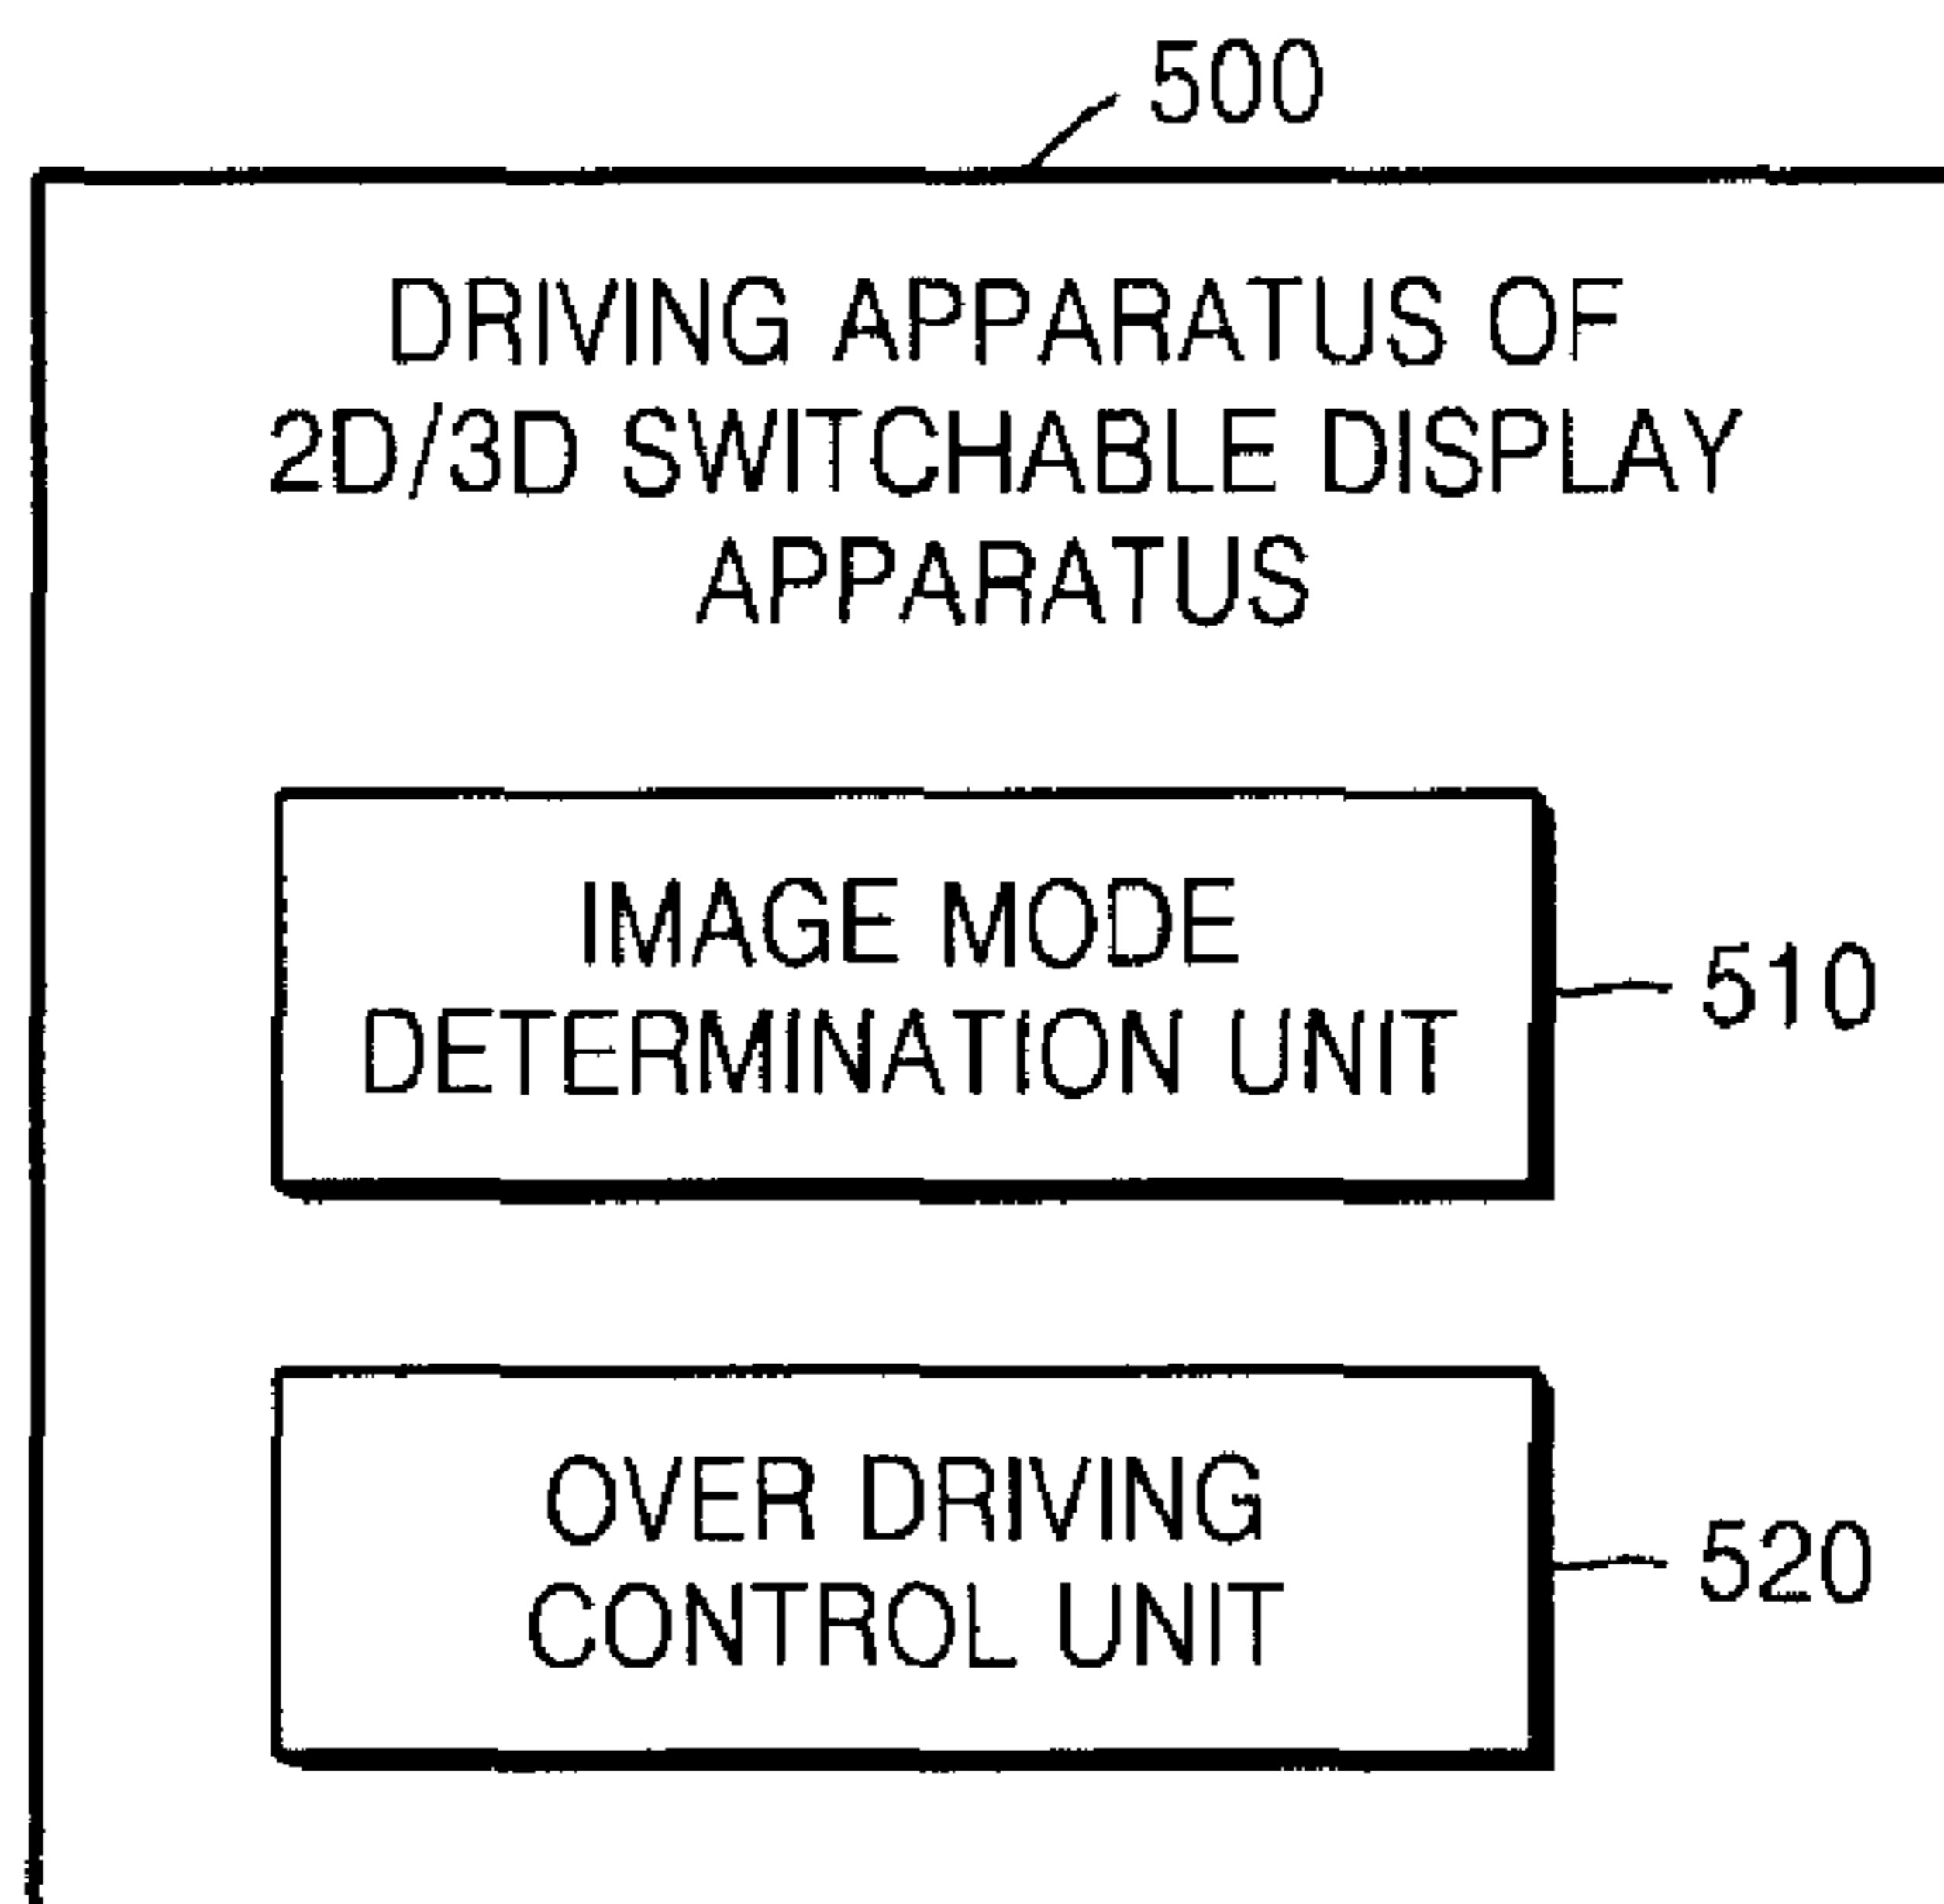 500
DRIVING APPARATUS OF
2D/3D SWITCHABLE DISPLAY
APPARATUS
IMAGE MODE
DETERMINATION UNIT
510
OVER DRIVING
CONTROL UNIT
520